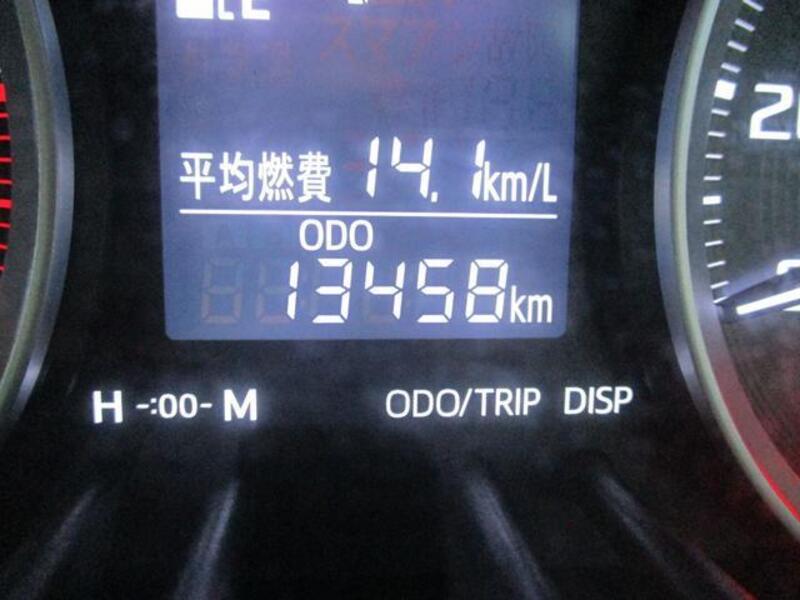 平均燃費 14.1km/L
ODO
13458km
H -:00- M ODO/TRIP DISP